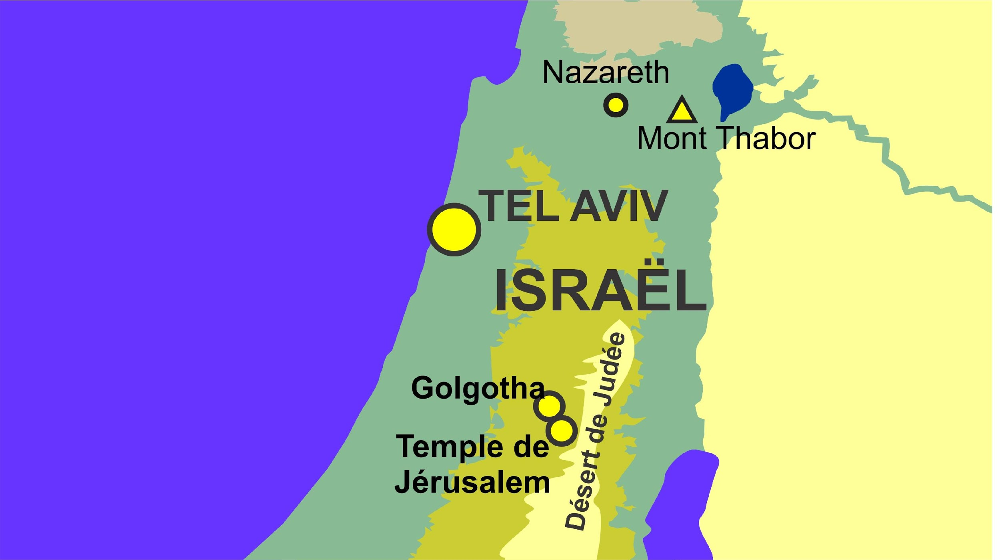 Nazareth
Mont Thabor
TEL AVIV
ISRAËL
Désert de Judée
Golgotha
Temple de
Jérusalem